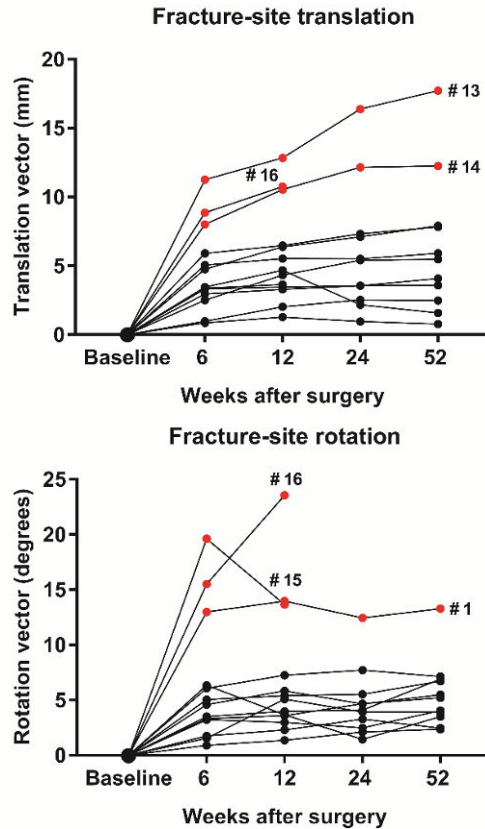 Fracture-site translation
Translation vector (mm)
20
15
10
5
0
# 13
# 16
# 14
Baseline 6 12 24 52
Weeks after surgery
Fracture-site rotation
Rotation vector (degrees)
25
20
15
10
5
0
# 16
# 15
# 1
Baseline 6 12 24 52
Weeks after surgery